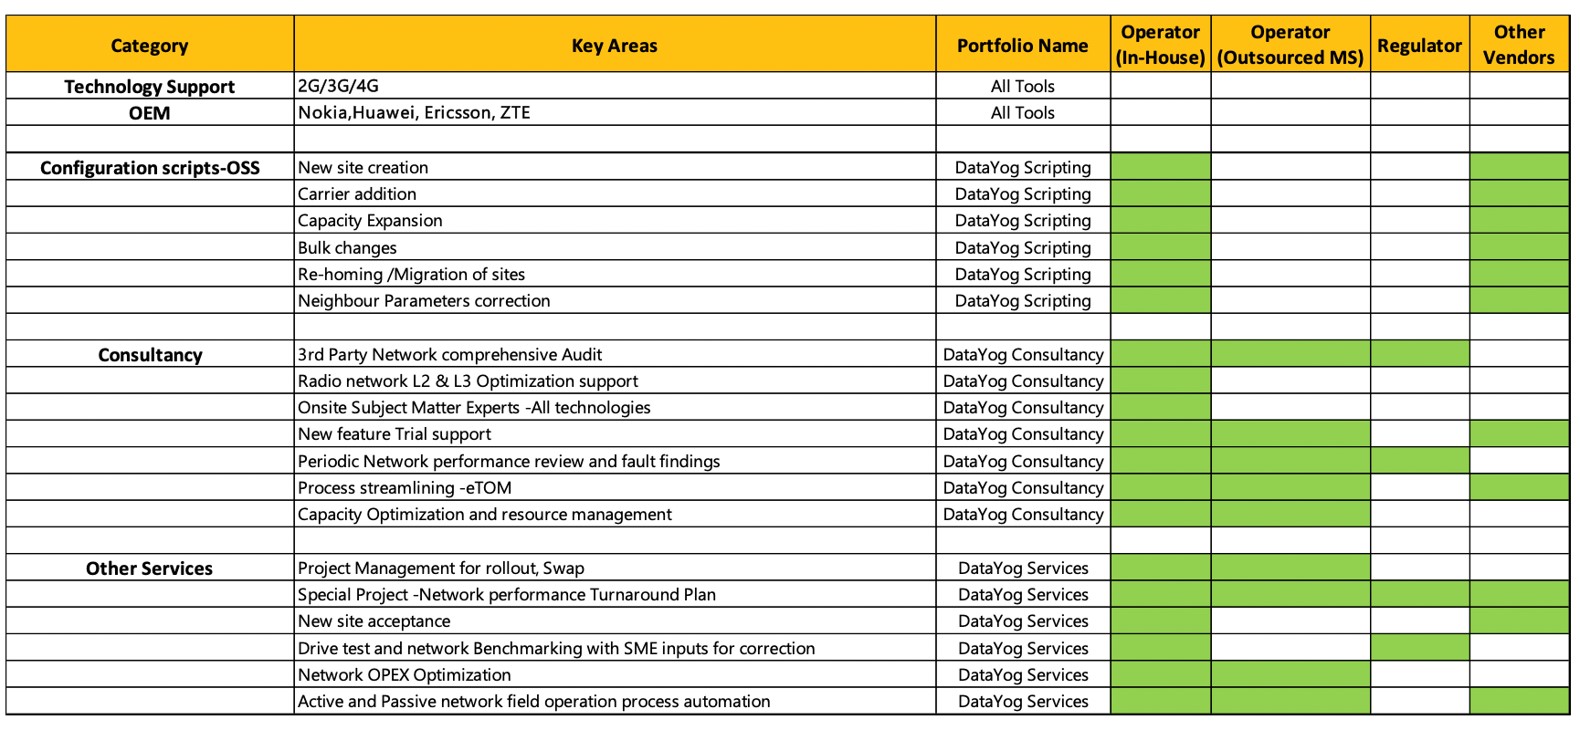 Category Key Areas Portfolio Name Operator (In-House) Operator (Outsourced MS) Regulator Other Vendors
Technology Support 2G/3G/4G All Tools
OEM Nokia,Huawei, Ericsson, ZTE All Tools
Configuration scripts-OSS New site creation DataYog Scripting
Carrier addition DataYog Scripting
Capacity Expansion DataYog Scripting
Bulk changes DataYog Scripting
Re-homing /Migration of sites DataYog Scripting
Neighbour Parameters correction DataYog Scripting
Consultancy 3rd Party Network comprehensive Audit DataYog Consultancy
Radio network L2 & L3 Optimization support DataYog Consultancy
Onsite Subject Matter Experts -All technologies DataYog Consultancy
New feature Trial support DataYog Consultancy
Periodic Network performance review and fault findings DataYog Consultancy
Process streamlining -eTOM DataYog Consultancy
Capacity Optimization and resource management DataYog Consultancy
Other Services Project Management for rollout, Swap DataYog Services
Special Project -Network performance Turnaround Plan DataYog Services
New site acceptance DataYog Services
Drive test and network Benchmarking with SME inputs for correction DataYog Services
Network OPEX Optimization DataYog Services
Active and Passive network field operation process automation DataYog Services